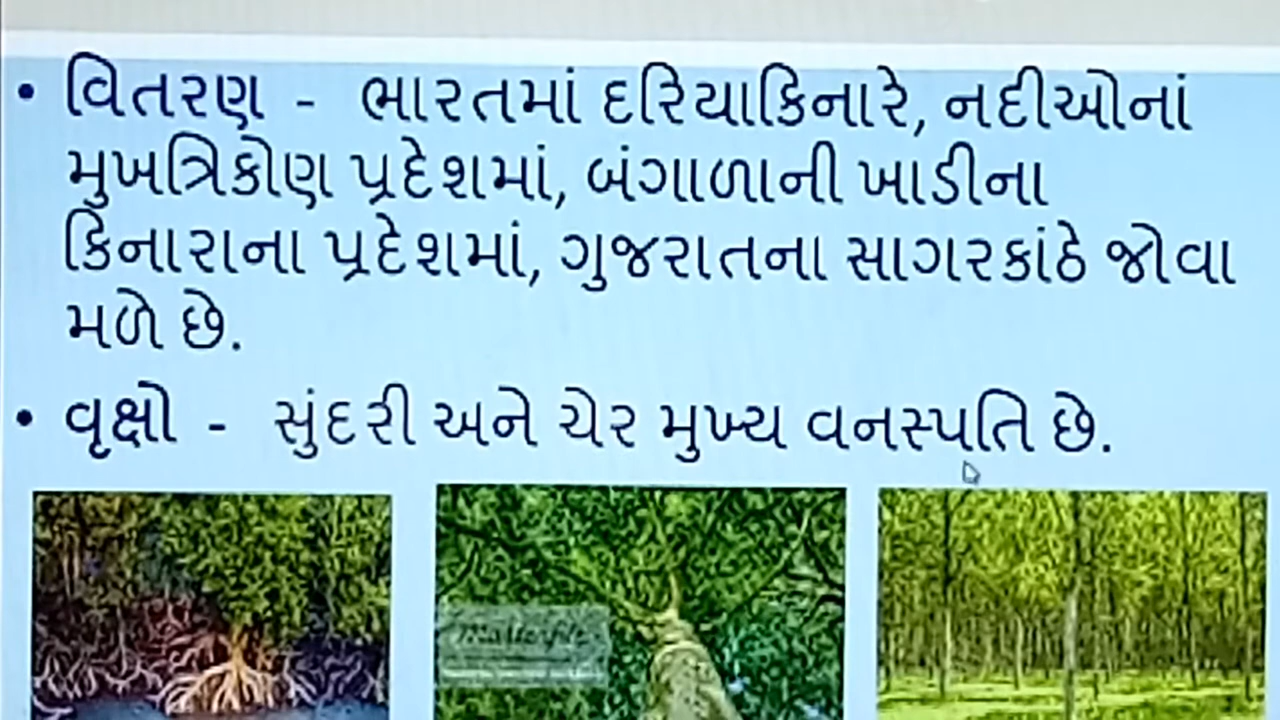 • વિતરણ - ભારતમાં દરિયાકિનારે, નદીઓનાં
મુખત્રિકોણ પ્રદેશમાં, બંગાળાની ખાડીના
કિનારાના પ્રદેશમાં, ગુજરાતના સાગરકાંઠે જોવા
મળે છે.
• વૃક્ષો - સુંદરી અને ચેર મુખ્ય વનસ્પતિ છે.